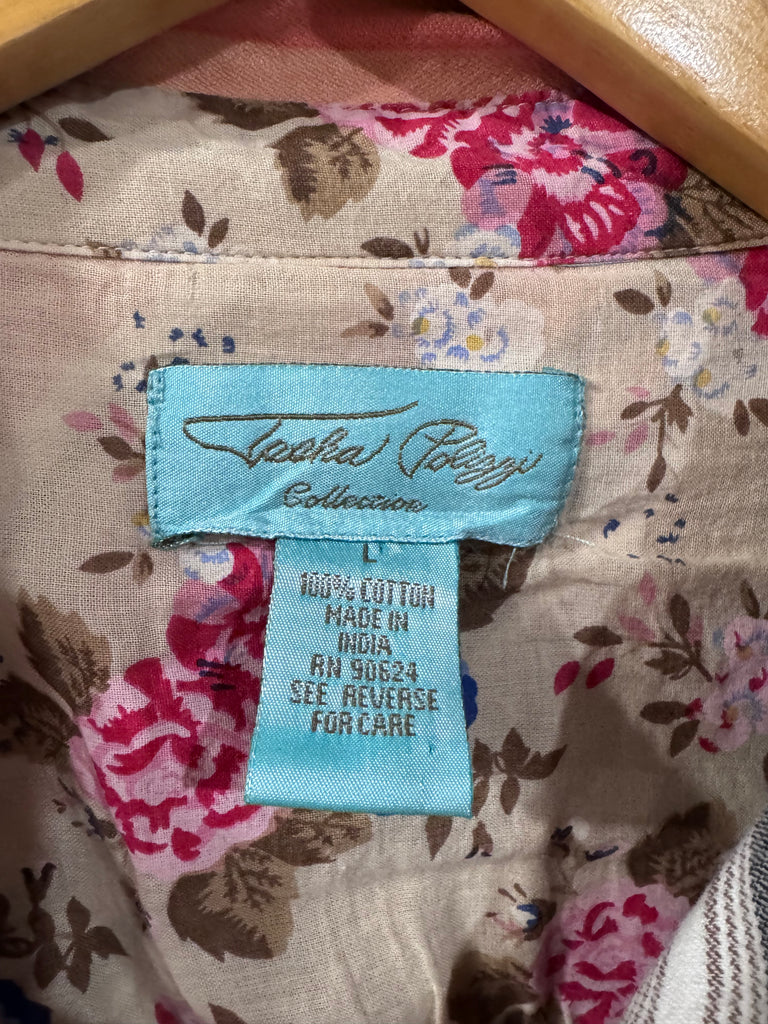 Tasha Polizzi
Collection
L
100% COTTON
MADE IN
INDIA
RN 90624
SEE REVERSE
FOR CARE